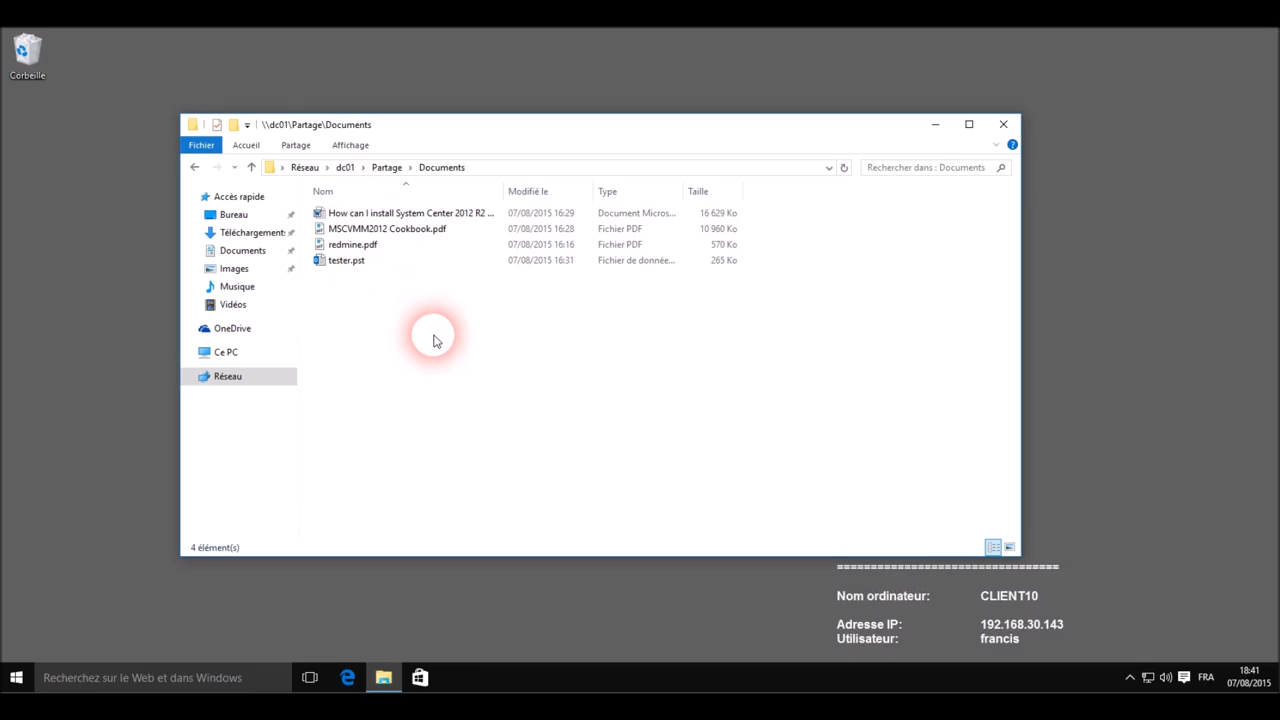 Corbeille
\\dc01\Partage\Documents
Fichier Accueil Partage Affichage
Réseau dc01 Partage Documents Rechercher dans : Documents
Nom Modifié le Type Taille
How can I install System Center 2012 R2 ... 07/08/2015 16:29 Document Micros... 16 629 Ko
MSCVMM2012 Cookbook.pdf 07/08/2015 16:28 Fichier PDF 10 960 Ko
redmine.pdf 07/08/2015 16:16 Fichier PDF 570 Ko
tester.pst 07/08/2015 16:31 Fichier de donnée... 265 Ko
Accès rapide
Bureau
Téléchargement:
Documents
Images
Musique
Vidéos
OneDrive
Ce PC
Réseau
4 élément(s)
================================
Nom ordinateur: CLIENT10
Adresse IP: 192.168.30.143
Utilisateur: francis
Recherchez sur le Web et dans Windows
FRA
18:41
07/08/2015